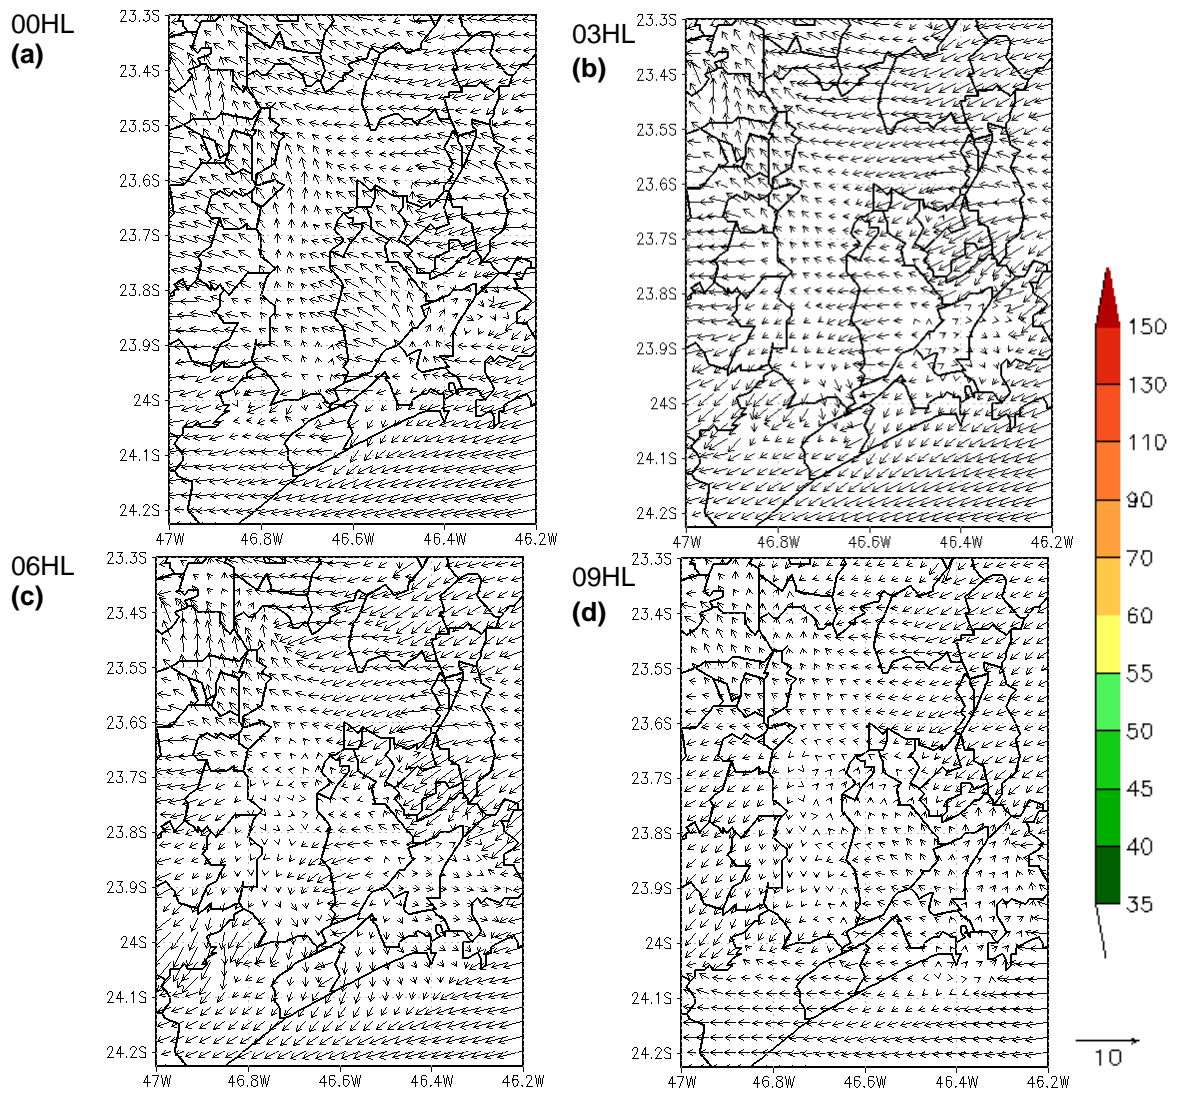 00HL
(a)
23.3S
23.4S
23.5S
23.6S
23.7S
23.8S
23.9S
24S
24.1S
24.2S
47W 46.8W 46.6W 46.4W 46.2W
03HL
(b)
23.3S
23.4S
23.5S
23.6S
23.7S
23.8S
23.9S
24S
24.1S
24.2S
47W 46.8W 46.6W 46.4W 46.2W
06HL
(c)
23.3S
23.4S
23.5S
23.6S
23.7S
23.8S
23.9S
24S
24.1S
24.2S
47W 46.8W 46.6W 46.4W 46.2W
09HL
(d)
23.3S
23.4S
23.5S
23.6S
23.7S
23.8S
23.9S
24S
24.1S
24.2S
47W 46.8W 46.6W 46.4W 46.2W
150
130
110
90
70
60
55
50
45
40
35
10